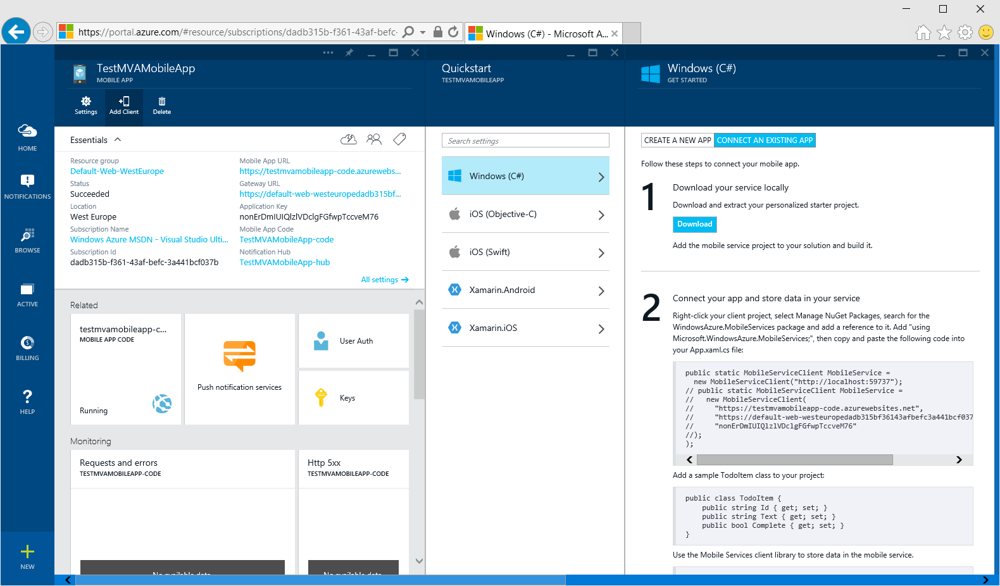 https://portal.azure.com/#resource/subscriptions/dadb315b-f361-43af-befc-
Windows (C#) - Microsoft A...
HOME
NOTIFICATIONS
BROWSE
ACTIVE
BILLING
HELP
NEW
TestMVAMobileApp
MOBILE APP
Settings
Add Client
Delete
Essentials
Resource group
Default-Web-WestEurope
Status
Succeeded
Location
West Europe
Subscription Name
Windows Azure MSDN - Visual Studio Ulti...
Subscription Id
dadb315b-f361-43af-befc-3a441bcf037b
Mobile App URL
https://testmvamobileapp-code.azurewebs...
Gateway URL
https://default-web-westeuropedadb315bf...
Application Key
nonErDmIUIQlzlVDclgFGfwpTccveM76
Mobile App Code
TestMVAMobileApp-code
Notification Hub
TestMVAMobileApp-hub
All settings
Related
testmvamobileapp-c...
MOBILE APP CODE
Running
Push notification services
User Auth
Keys
Monitoring
Requests and errors
TESTMVAMOBILEAPP-CODE
No available data
Http 5xx
TESTMVAMOBILEAPP-CODE
No available data
Quickstart
TESTMVAMOBILEAPP
Search settings
Windows (C#)
iOS (Objective-C)
iOS (Swift)
Xamarin.Android
Xamarin.iOS
Windows (C#)
GET STARTED
CREATE A NEW APP
CONNECT AN EXISTING APP
Follow these steps to connect your mobile app.
1
Download your service locally
Download and extract your personalized starter project.
Download
Add the mobile service project to your solution and build it.
2
Connect your app and store data in your service
Right-click your client project, select Manage NuGet Packages, search for the
WindowsAzure.MobileServices package and add a reference to it. Add "using
Microsoft.WindowsAzure.MobileServices;", then copy and paste the following code into
your App.xaml.cs file:
public static MobileServiceClient MobileService =
new MobileServiceClient("http://localhost:59737");
// public static MobileServiceClient MobileService =
// new MobileServiceClient(
// "https://testmvamobileapp-code.azurewebsites.net",
// "https://default-web-westeuropedadb315bf36143afbefc3a441bcf037
// "nonErDmIUIQlzlVDclgFGfwpTccveM76"
//);
);
Add a sample TodoItem class to your project:
public class TodoItem {
public string Id { get; set; }
public string Text { get; set; }
public bool Complete { get; set; }
}
Use the Mobile Services client library to store data in the mobile service.